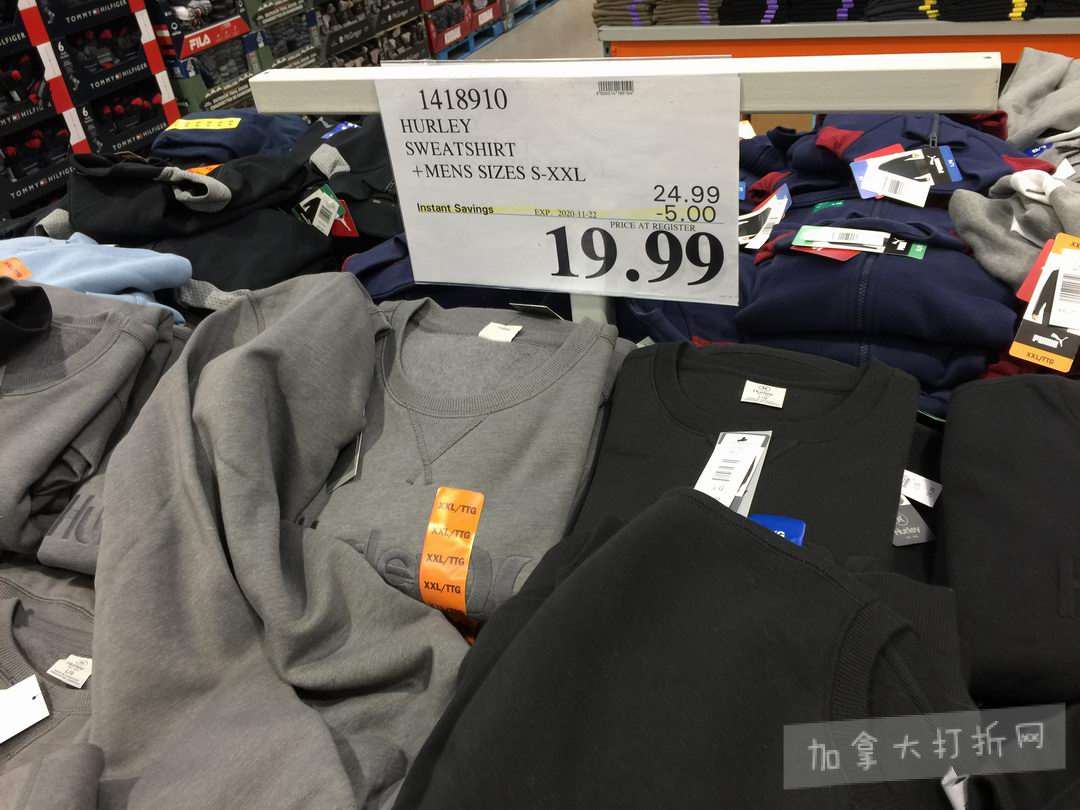 TOMMY HILFIGER
FILA
TOMMY HILFIGER
TOMMY HILFIGER
1418910
HURLEY
SWEATSHIRT
+MENS SIZES S-XXL
24.99
Instant Savings EXP. 2020-11-22 -5.00
PRICE AT REGISTER
19.99
PUMA
XXL/TTG
XXL/TTG
XXL/TTG
XXL/TTG
XXL/TTG
Hurley
Hurley
加拿大打折网